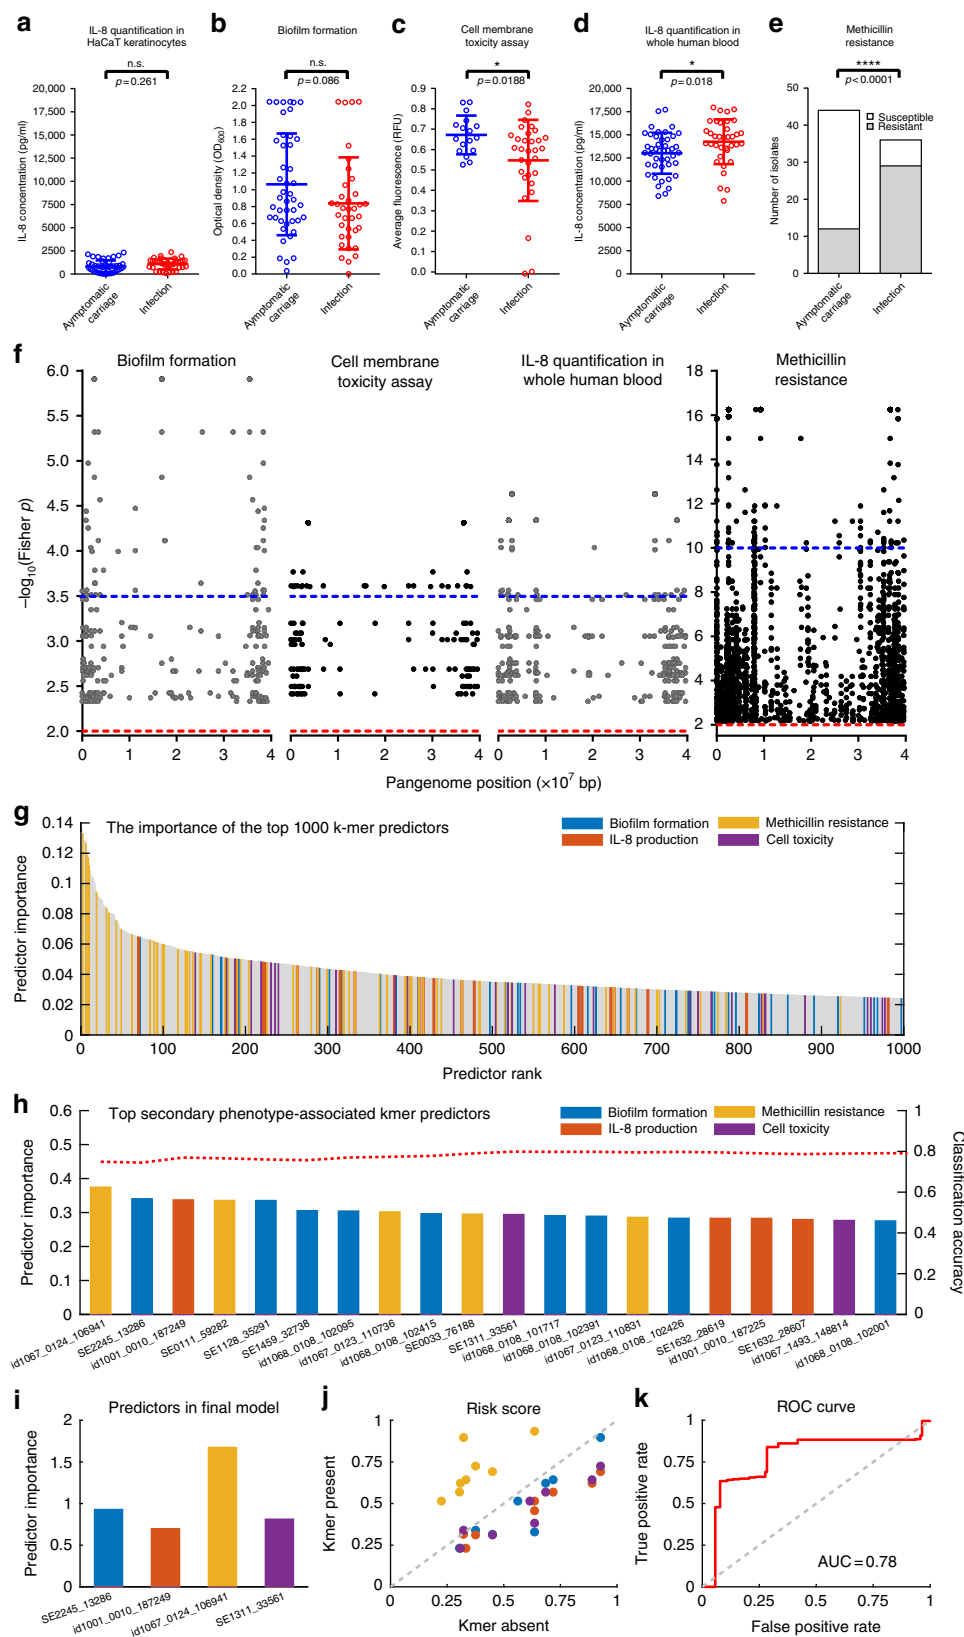 a
IL-8 quantification in
HaCaT keratinocytes
n.s.
p=0.261
IL-8 concentration (pg/ml)
20,000
17,500
15,000
12,500
10,000
7500
5000
2500
0
Aymptomatic
carriage
Infection
b
Biofilm formation
n.s.
p=0.086
Optical density (OD600)
2.2
2.0
1.8
1.6
1.4
1.2
1.0
0.8
0.6
0.4
0.2
0.0
Aymptomatic
carriage
Infection
c
Cell membrane
toxicity assay
*
p=0.0188
Average fluorescence (RFU)
0.9
0.8
0.7
0.6
0.5
0.4
0.3
0.2
0.1
0.0
Aymptomatic
carriage
Infection
d
IL-8 quantification in
whole human blood
*
p=0.018
IL-8 concentration (pg/ml)
20,000
17,500
15,000
12,500
10,000
7500
5000
2500
0
Aymptomatic
carriage
Infection
e
Methicillin
resistance
****
p<0.0001
Number of isolates
50
40
30
20
10
0
Susceptible
Resistant
Aymptomatic
carriage
Infection
f
Biofilm formation
Cell membrane
toxicity assay
IL-8 quantification in
whole human blood
Methicillin
resistance
–log10(Fisher p)
6.0
5.5
5.0
4.5
4.0
3.5
3.0
2.5
2.0
18
16
14
12
10
8
6
4
2
0 1 2 3 4
0 1 2 3 4
0 1 2 3 4
0 1 2 3 4
Pangenome position (×10^7 bp)
g
The importance of the top 1000 k-mer predictors
Biofilm formation
Methicillin resistance
IL-8 production
Cell toxicity
Predictor importance
0.14
0.12
0.1
0.08
0.06
0.04
0.02
0
0 100 200 300 400 500 600 700 800 900 1000
Predictor rank
h
Top secondary phenotype-associated kmer predictors
Biofilm formation
Methicillin resistance
IL-8 production
Cell toxicity
Predictor importance
0.6
0.5
0.4
0.3
0.2
0.1
0
1
0.8
0.6
0.4
0.2
0
Classification accuracy
id1067_0124_106941
SE2245_13286
id1001_0010_187249
SE0111_59282
SE1128_35291
SE1459_32738
id1068_0108_102095
id1067_0123_110736
id1068_0108_102415
SE0033_76188
SE1311_33561
id1068_0108_101717
id1068_0108_102391
id1067_0123_110831
id1068_0108_102426
SE1632_28619
id1001_0010_187225
SE1632_28607
id1067_1493_148814
id1068_0108_102001
i
Predictors in final model
Predictor importance
2
1.5
1
0.5
0
SE2245_13286
id1001_0010_187249
id1067_0124_106941
SE1311_33561
j
Risk score
Kmer present
1
0.75
0.5
0.25
0
0 0.25 0.5 0.75 1
Kmer absent
k
ROC curve
True positive rate
1
0.75
0.5
0.25
0
AUC=0.78
0 0.25 0.5 0.75 1
False positive rate